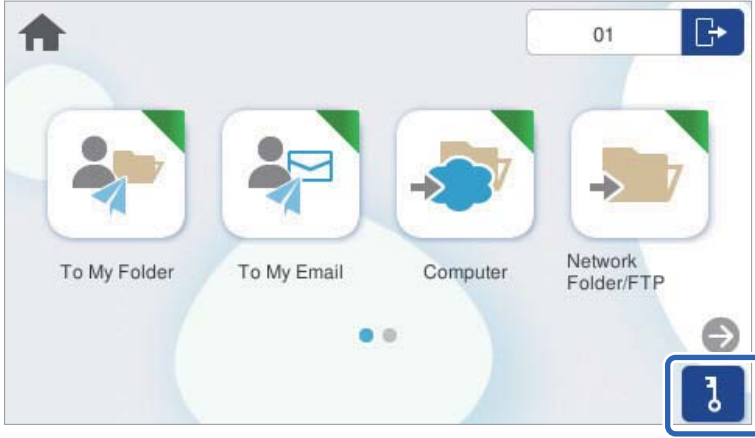 01
To My Folder
To My Email
Computer
Network
Folder/FTP